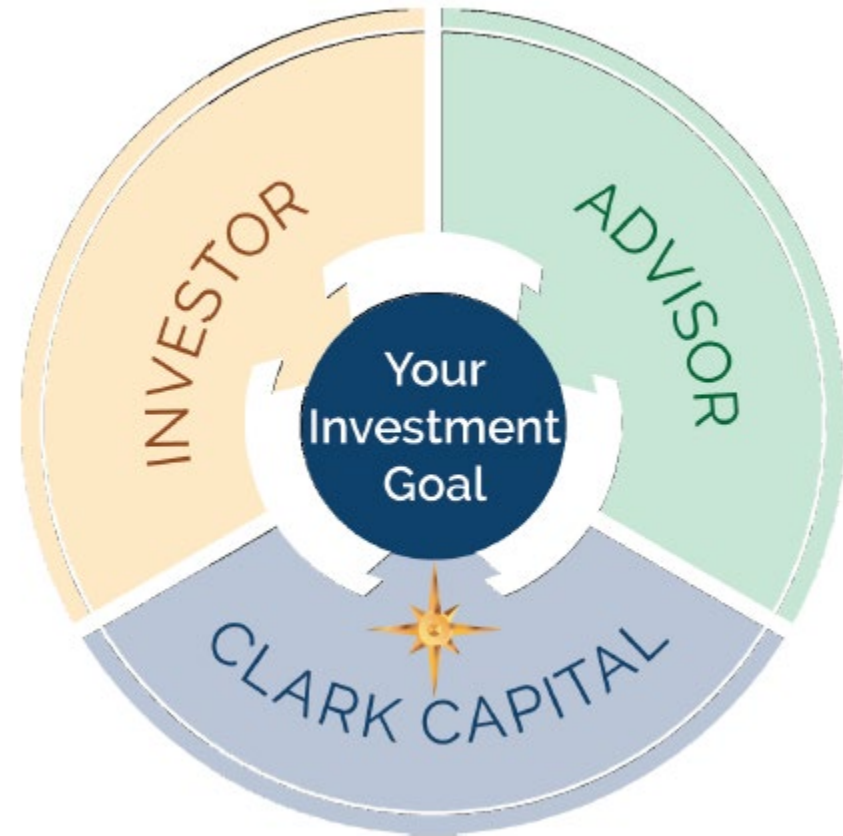 INVESTOR
ADVISOR
Your
Investment
Goal
CLARK CAPITAL